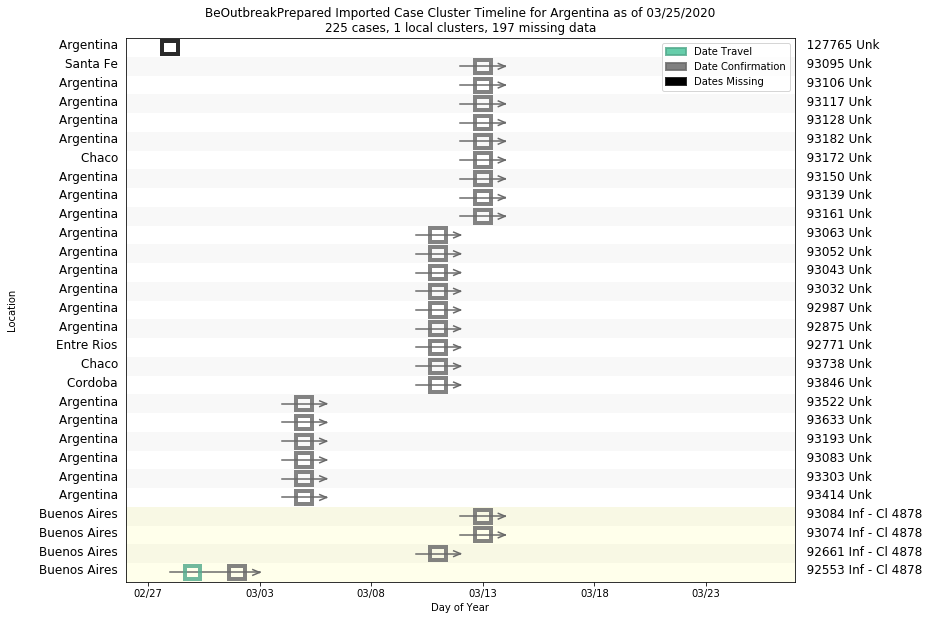 BeOutbreakPrepared Imported Case Cluster Timeline for Argentina as of 03/25/2020
225 cases, 1 local clusters, 197 missing data
Date Travel
Date Confirmation
Dates Missing
Location
Argentina 127765 Unk
Santa Fe 93095 Unk
Argentina 93106 Unk
Argentina 93117 Unk
Argentina 93128 Unk
Argentina 93182 Unk
Chaco 93172 Unk
Argentina 93150 Unk
Argentina 93139 Unk
Argentina 93161 Unk
Argentina 93063 Unk
Argentina 93052 Unk
Argentina 93043 Unk
Argentina 93032 Unk
Argentina 92987 Unk
Argentina 92875 Unk
Entre Rios 92771 Unk
Chaco 93738 Unk
Cordoba 93846 Unk
Argentina 93522 Unk
Argentina 93633 Unk
Argentina 93193 Unk
Argentina 93083 Unk
Argentina 93303 Unk
Argentina 93414 Unk
Buenos Aires 93084 Inf - Cl 4878
Buenos Aires 93074 Inf - Cl 4878
Buenos Aires 92661 Inf - Cl 4878
Buenos Aires 92553 Inf - Cl 4878
02/27 03/03 03/08 03/13 03/18 03/23
Day of Year